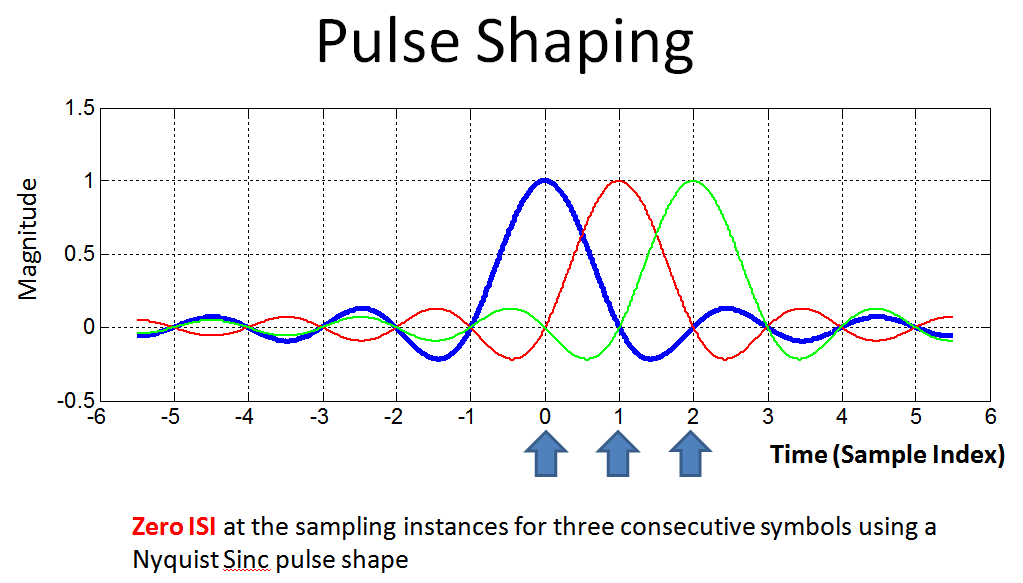 Pulse Shaping
1.5
1
0.5
0
-0.5
Magnitude
-6 -5 -4 -3 -2 -1 0 1 2 3 4 5 6
Time (Sample Index)
Zero ISI at the sampling instances for three consecutive symbols using a
Nyquist Sinc pulse shape